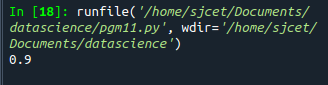 In [18]: runfile('/home/sjcet/Documents/
datascience/pgm11.py', wdir='/home/sjcet/
Documents/datascience')
0.9